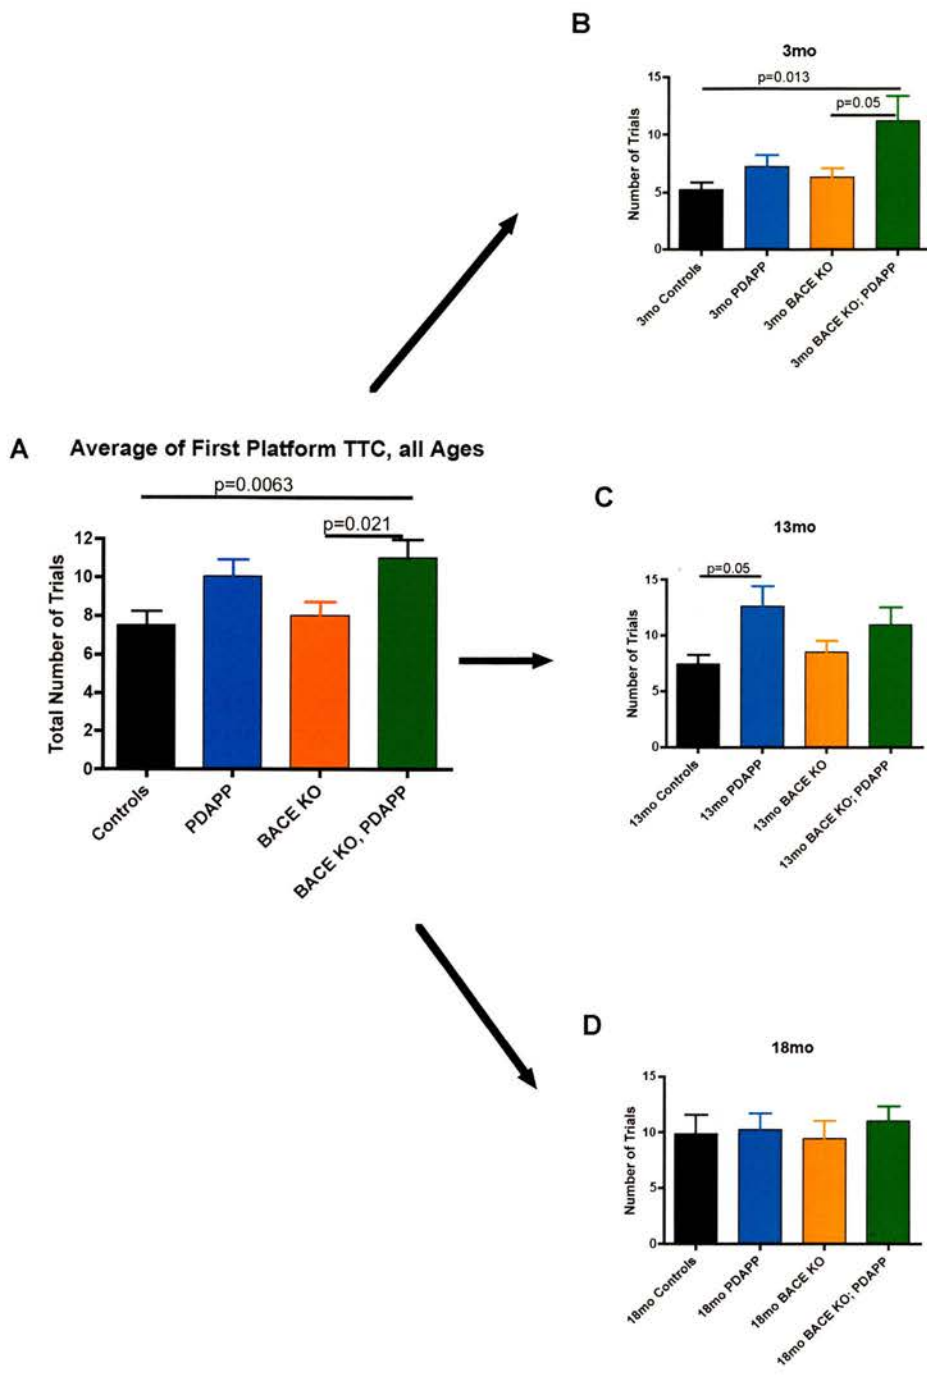 B
3mo
p=0.013
p=0.05
15
10
5
0
Number of Trials
3mo Controls
3mo PDAPP
3mo BACE KO
3mo BACE KO; PDAPP
A Average of First Platform TTC, all Ages
p=0.0063
p=0.021
12
10
8
6
4
2
0
Total Number of Trials
Controls
PDAPP
BACE KO
BACE KO, PDAPP
C
13mo
p=0.05
15
10
5
0
Number of Trials
13mo Controls
13mo PDAPP
13mo BACE KO
13mo BACE KO; PDAPP
D
18mo
15
10
5
0
Number of Trials
18mo Controls
18mo PDAPP
18mo BACE KO
18mo BACE KO; PDAPP